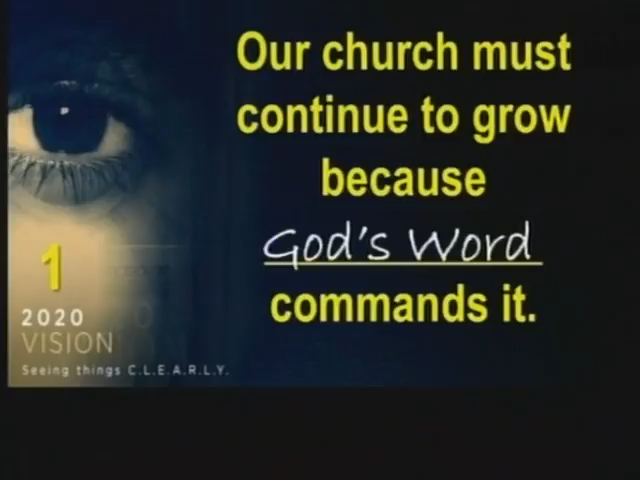 Our church must
continue to grow
because
God's Word
commands it.
1
2020
VISION
Seeing things C.L.E.A.R.L.Y.